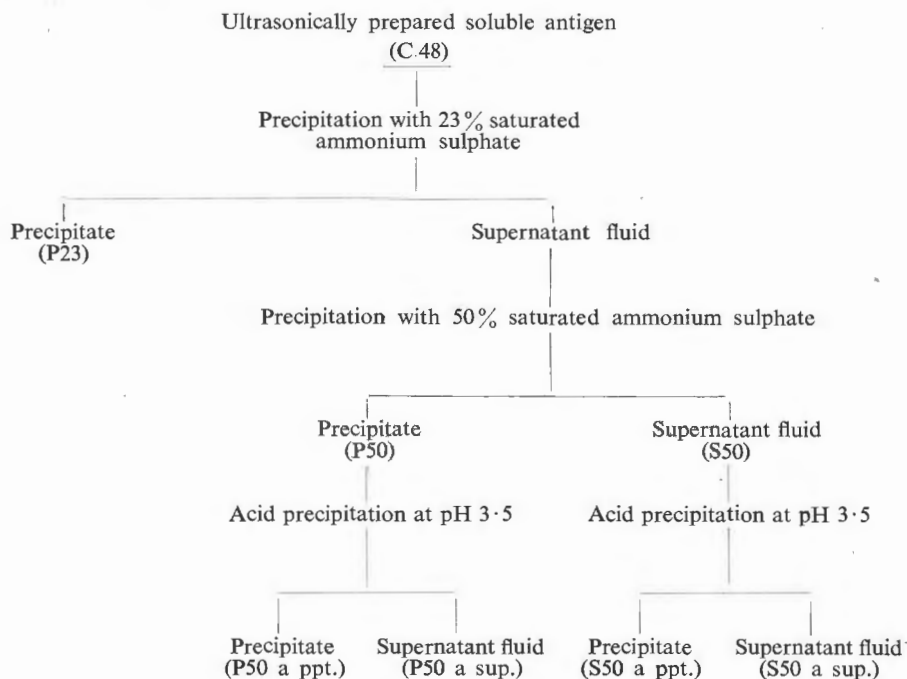 Ultrasonically prepared soluble antigen
(C.48)
Precipitation with 23% saturated
ammonium sulphate
Precipitate
(P23)
Supernatant fluid
Precipitation with 50% saturated ammonium sulphate
Precipitate
(P50)
Supernatant fluid
(S50)
Acid precipitation at pH 3·5
Acid precipitation at pH 3·5
Precipitate
(P50 a ppt.)
Supernatant fluid
(P50 a sup.)
Precipitate
(S50 a ppt.)
Supernatant fluid
(S50 a sup.)